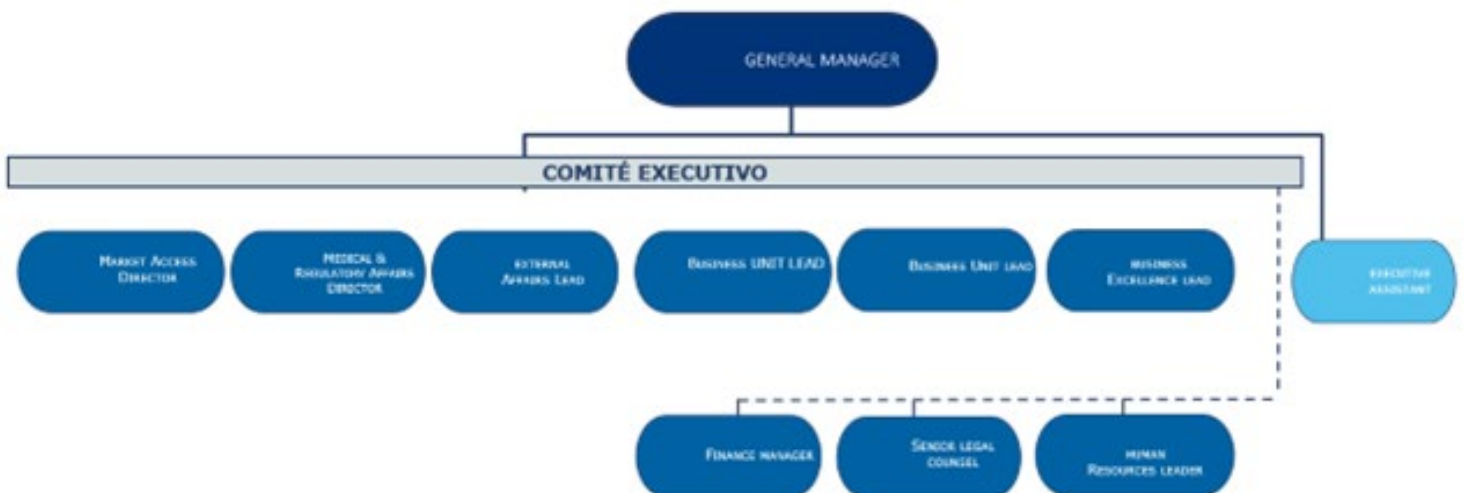 GENERAL MANAGER
COMITÉ EXECUTIVO
MARKET ACCESS
DIRECTOR
MEDICAL &
REGULATORY AFFAIRS
DIRECTOR
EXTERNAL
AFFAIRS LEAD
BUSINESS UNIT LEAD
BUSINESS UNIT LEAD
BUSINESS
EXCELLENCE LEAD
EXECUTIVE
ASSISTANT
FINANCE MANAGER
SENIOR LEGAL
COUNSEL
HUMAN
RESOURCES LEADER